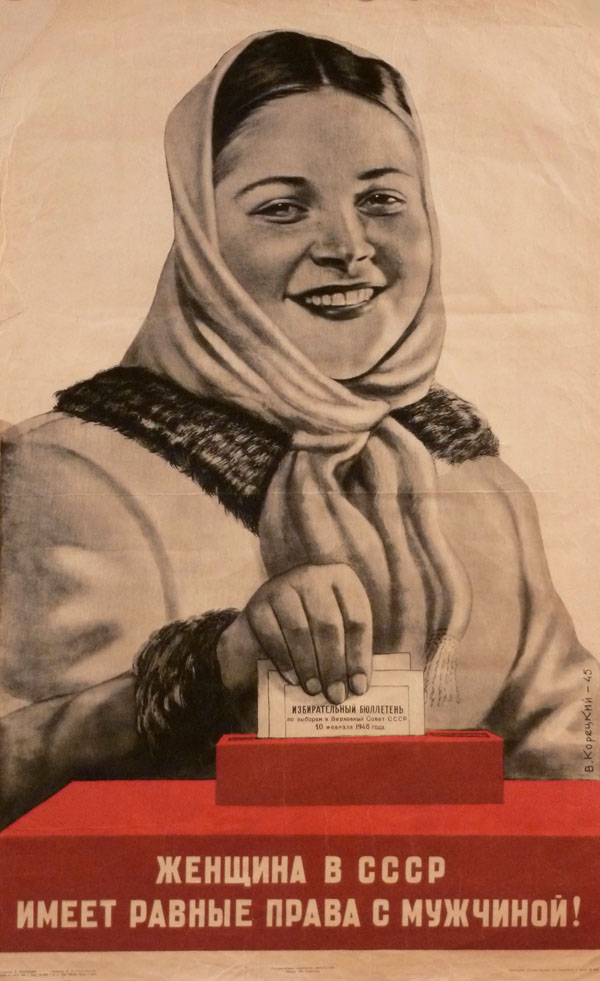 ИЗБИРАТЕЛЬНЫЙ БЮЛЛЕТЕНЬ
по выборам в Верховный Совет СССР
10 февраля 1946 года
В. Корецкий – 45
ЖЕНЩИНА В СССР
ИМЕЕТ РАВНЫЕ ПРАВА С МУЖЧИНОЙ!